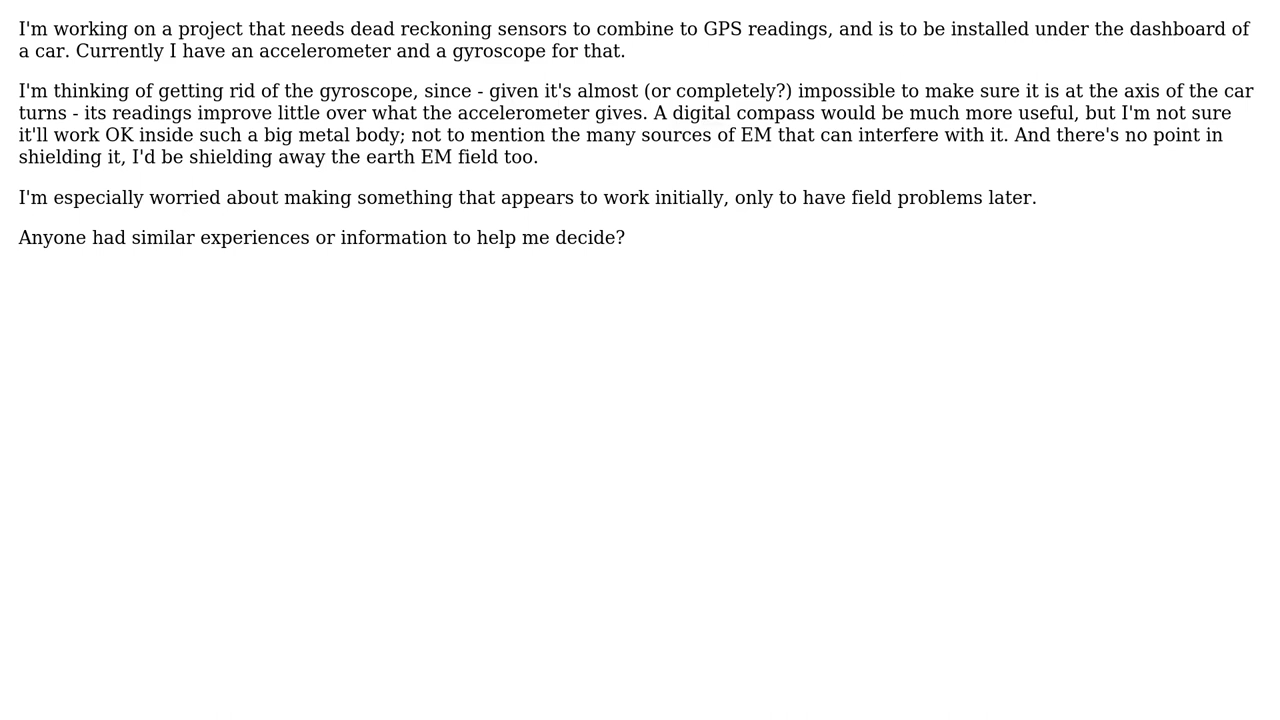 I'm working on a project that needs dead reckoning sensors to combine to GPS readings, and is to be installed under the dashboard of
a car. Currently I have an accelerometer and a gyroscope for that.
I'm thinking of getting rid of the gyroscope, since - given it's almost (or completely?) impossible to make sure it is at the axis of the car
turns - its readings improve little over what the accelerometer gives. A digital compass would be much more useful, but I'm not sure
it'll work OK inside such a big metal body; not to mention the many sources of EM that can interfere with it. And there's no point in
shielding it, I'd be shielding away the earth EM field too.
I'm especially worried about making something that appears to work initially, only to have field problems later.
Anyone had similar experiences or information to help me decide?